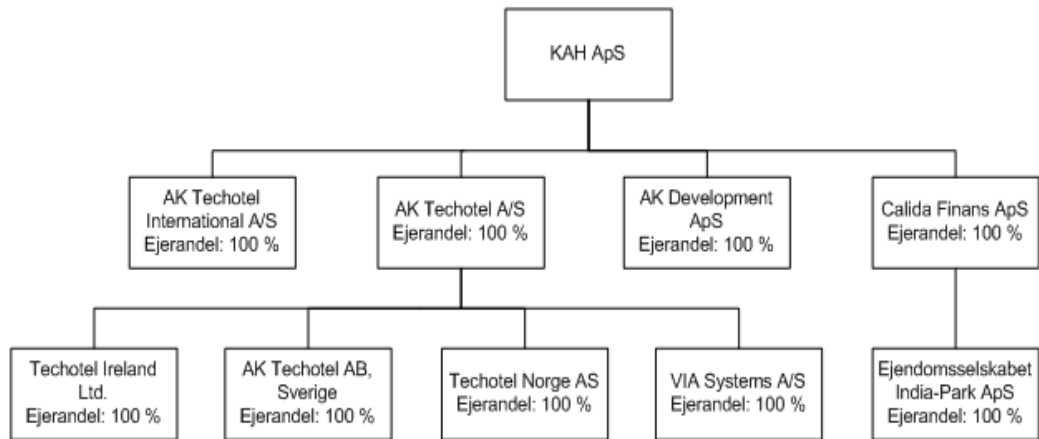 KAH ApS
AK Techotel
International A/S
Ejerandel: 100 %
AK Techotel A/S
Ejerandel: 100 %
AK Development
ApS
Ejerandel: 100 %
Calida Finans ApS
Ejerandel: 100 %
Techotel Ireland
Ltd.
Ejerandel: 100 %
AK Techotel AB,
Sverige
Ejerandel: 100 %
Techotel Norge AS
Ejerandel: 100 %
VIA Systems A/S
Ejerandel: 100 %
Ejendomsselskabet
India-Park ApS
Ejerandel: 100 %